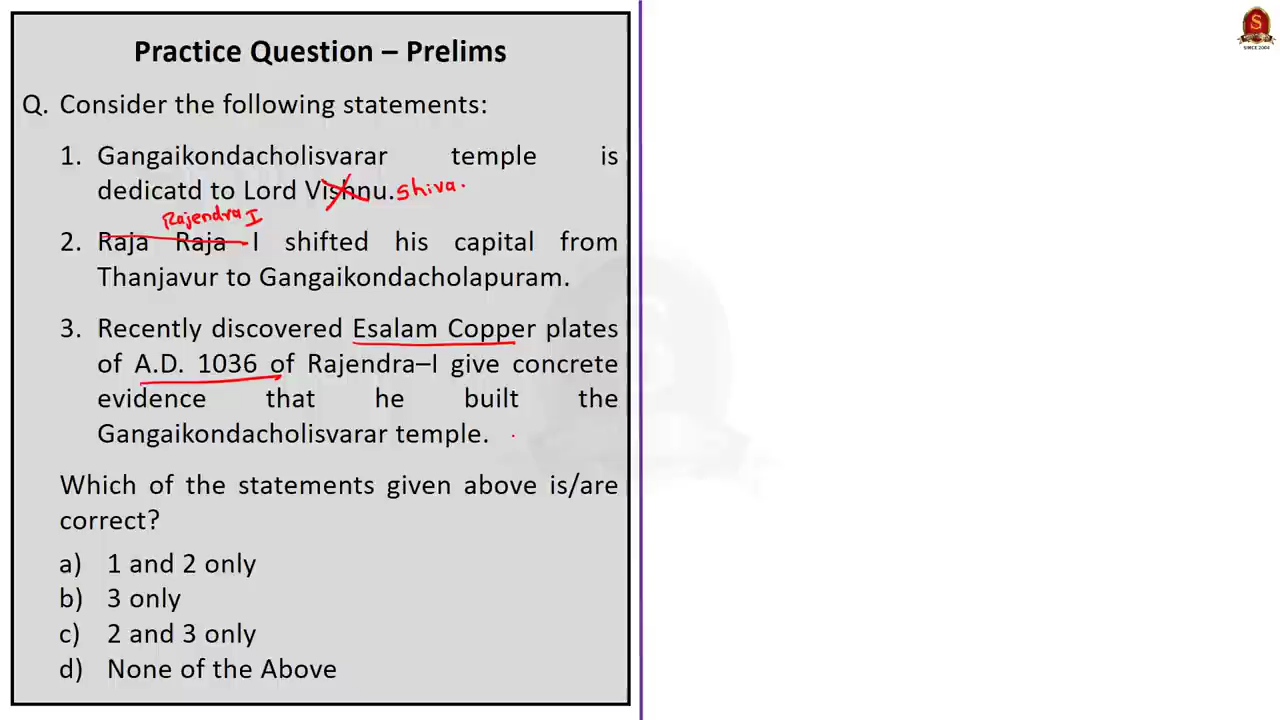 Practice Question – Prelims
Q. Consider the following statements:
1. Gangaikondacholisvarar temple is
dedicatd to Lord Vishnu. Shiva.
Rajendra I
2. Raja Raja I shifted his capital from
Thanjavur to Gangaikondacholapuram.
3. Recently discovered Esalam Copper plates
of A.D. 1036 of Rajendra–I give concrete
evidence that he built the
Gangaikondacholisvarar temple.
Which of the statements given above is/are
correct?
a) 1 and 2 only
b) 3 only
c) 2 and 3 only
d) None of the Above
S
SINCE 2004